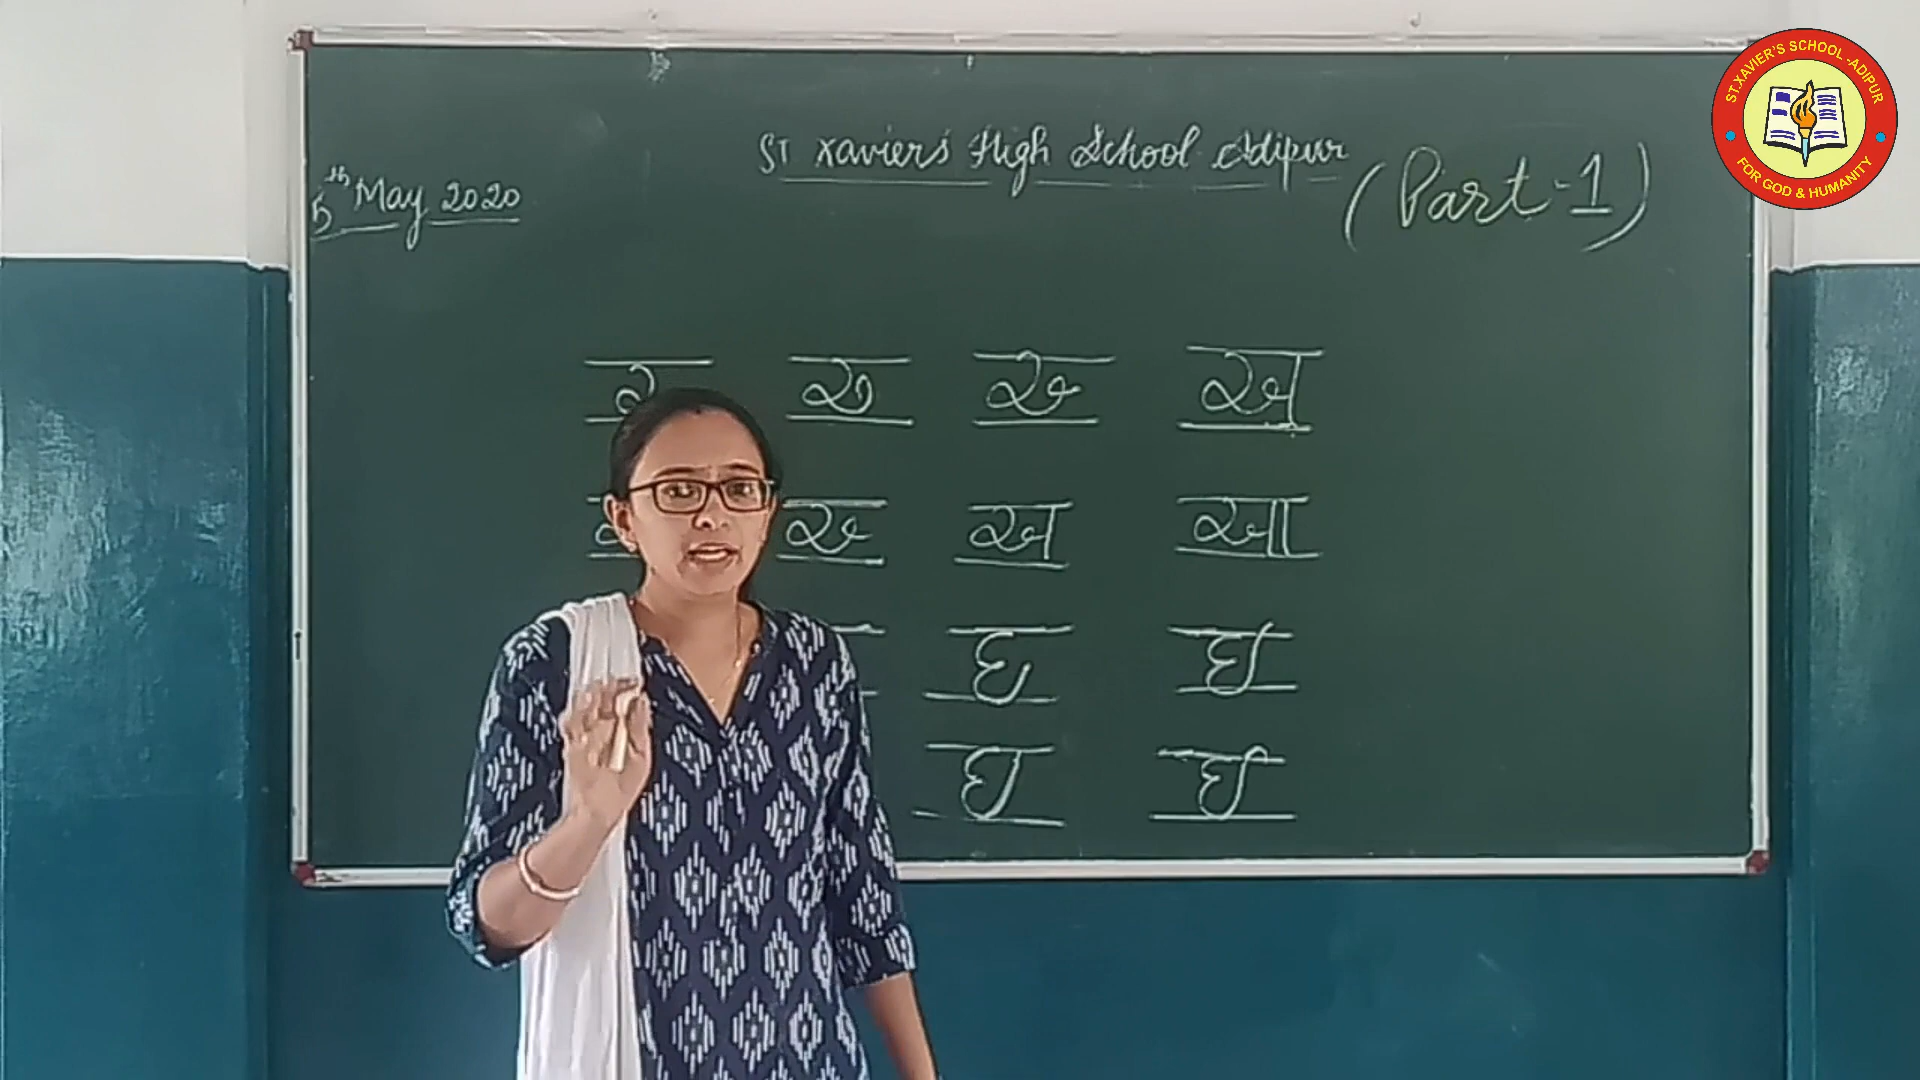 ST Xavier's High School Adipur
(Part-1)
5th May 2020
ર અ
અ આ
ઘ ઘ
ઘ ઘ
ST.XAVIER'S SCHOOL -ADIPUR
FOR GOD & HUMANITY